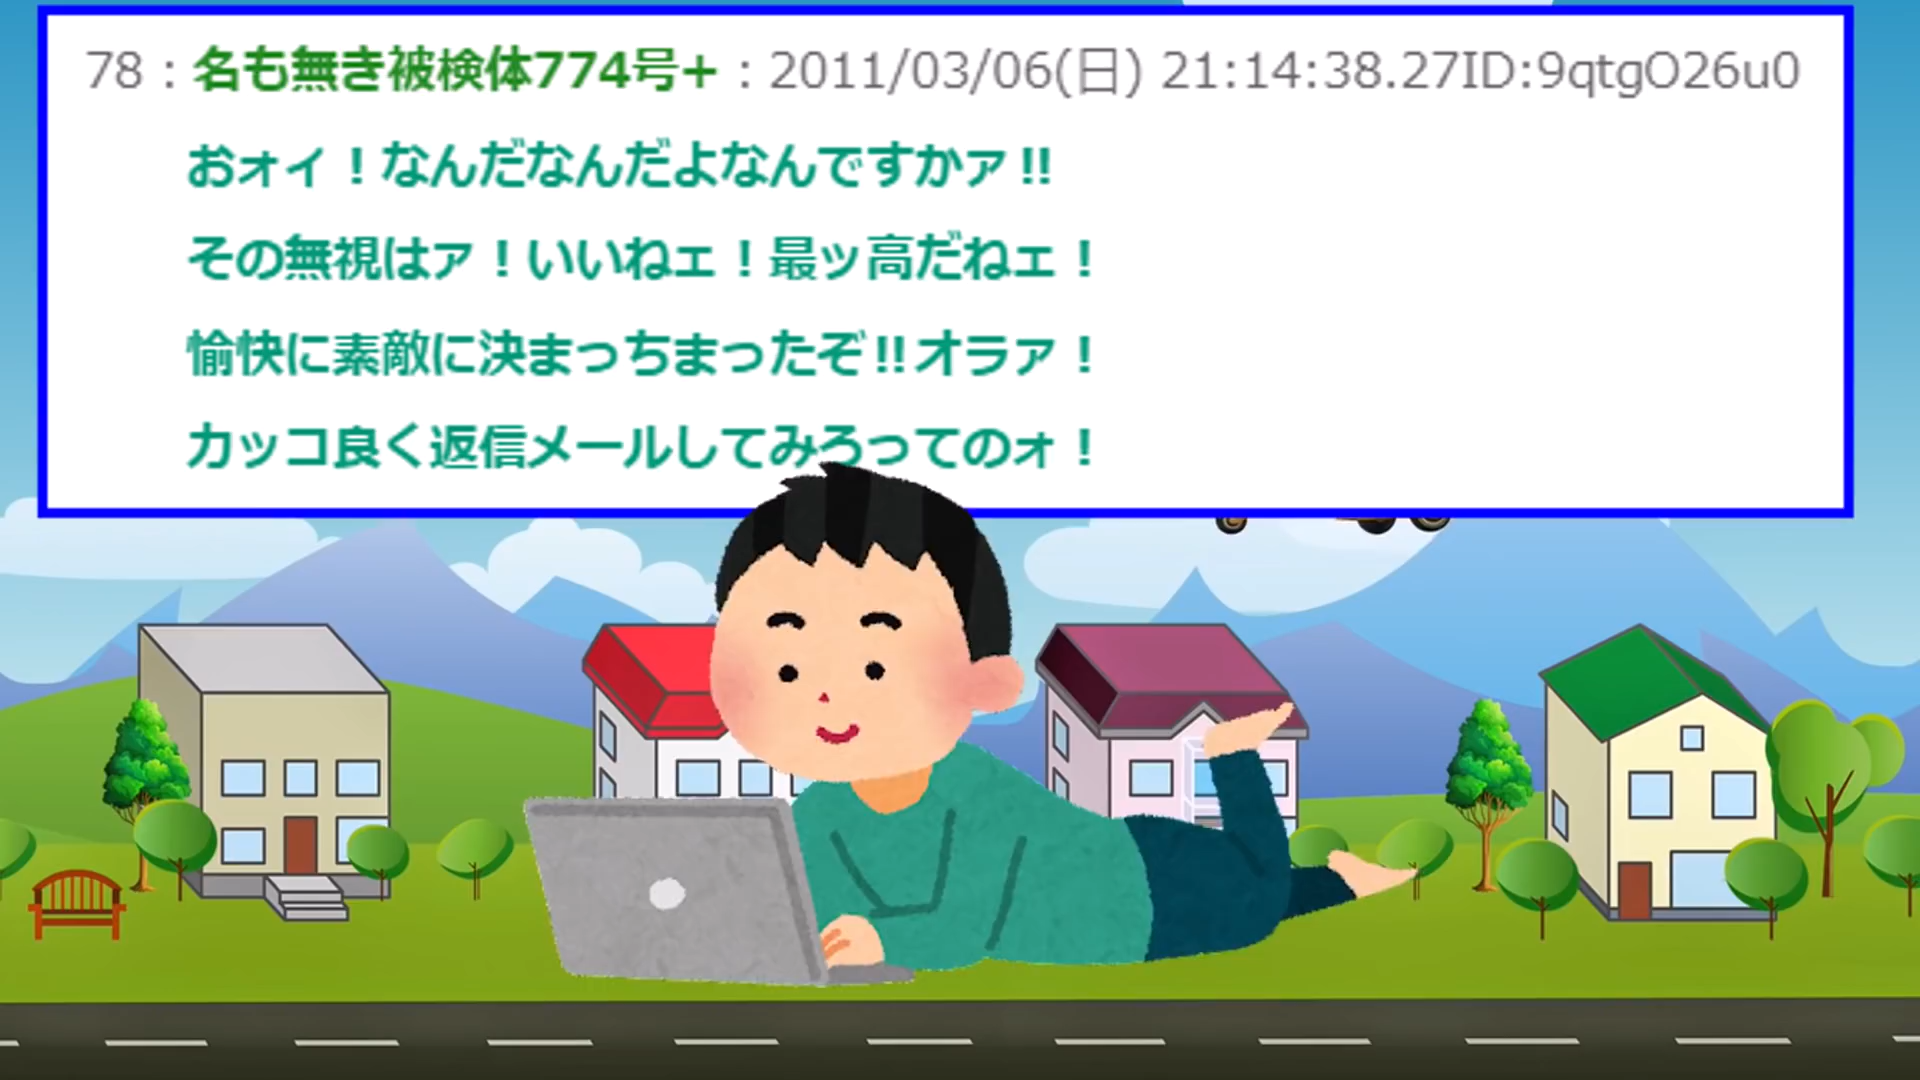 78：名も無き被検体774号+：2011/03/06(日) 21:14:38.27ID:9qtgO26u0
おォィ！なんだなんだよなんですかァ!!
その無視はァ！いいねェ！最ッ高だねェ！
愉快に素敵に決まっちまったぞ!!オラァ！
カッコ良く返信メールしてみろってのォ！